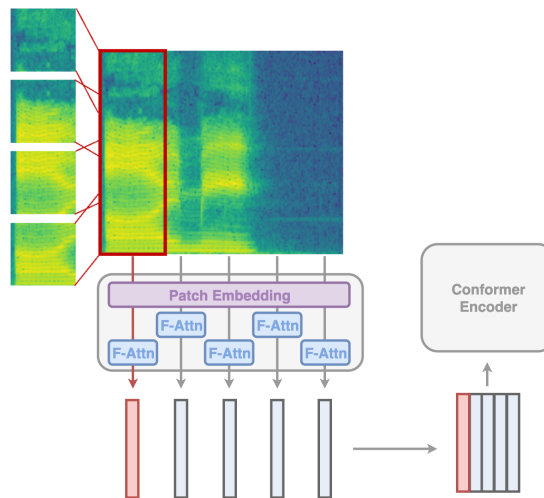 Patch Embedding
F-Attn
F-Attn
F-Attn
F-Attn
F-Attn
Conformer
Encoder